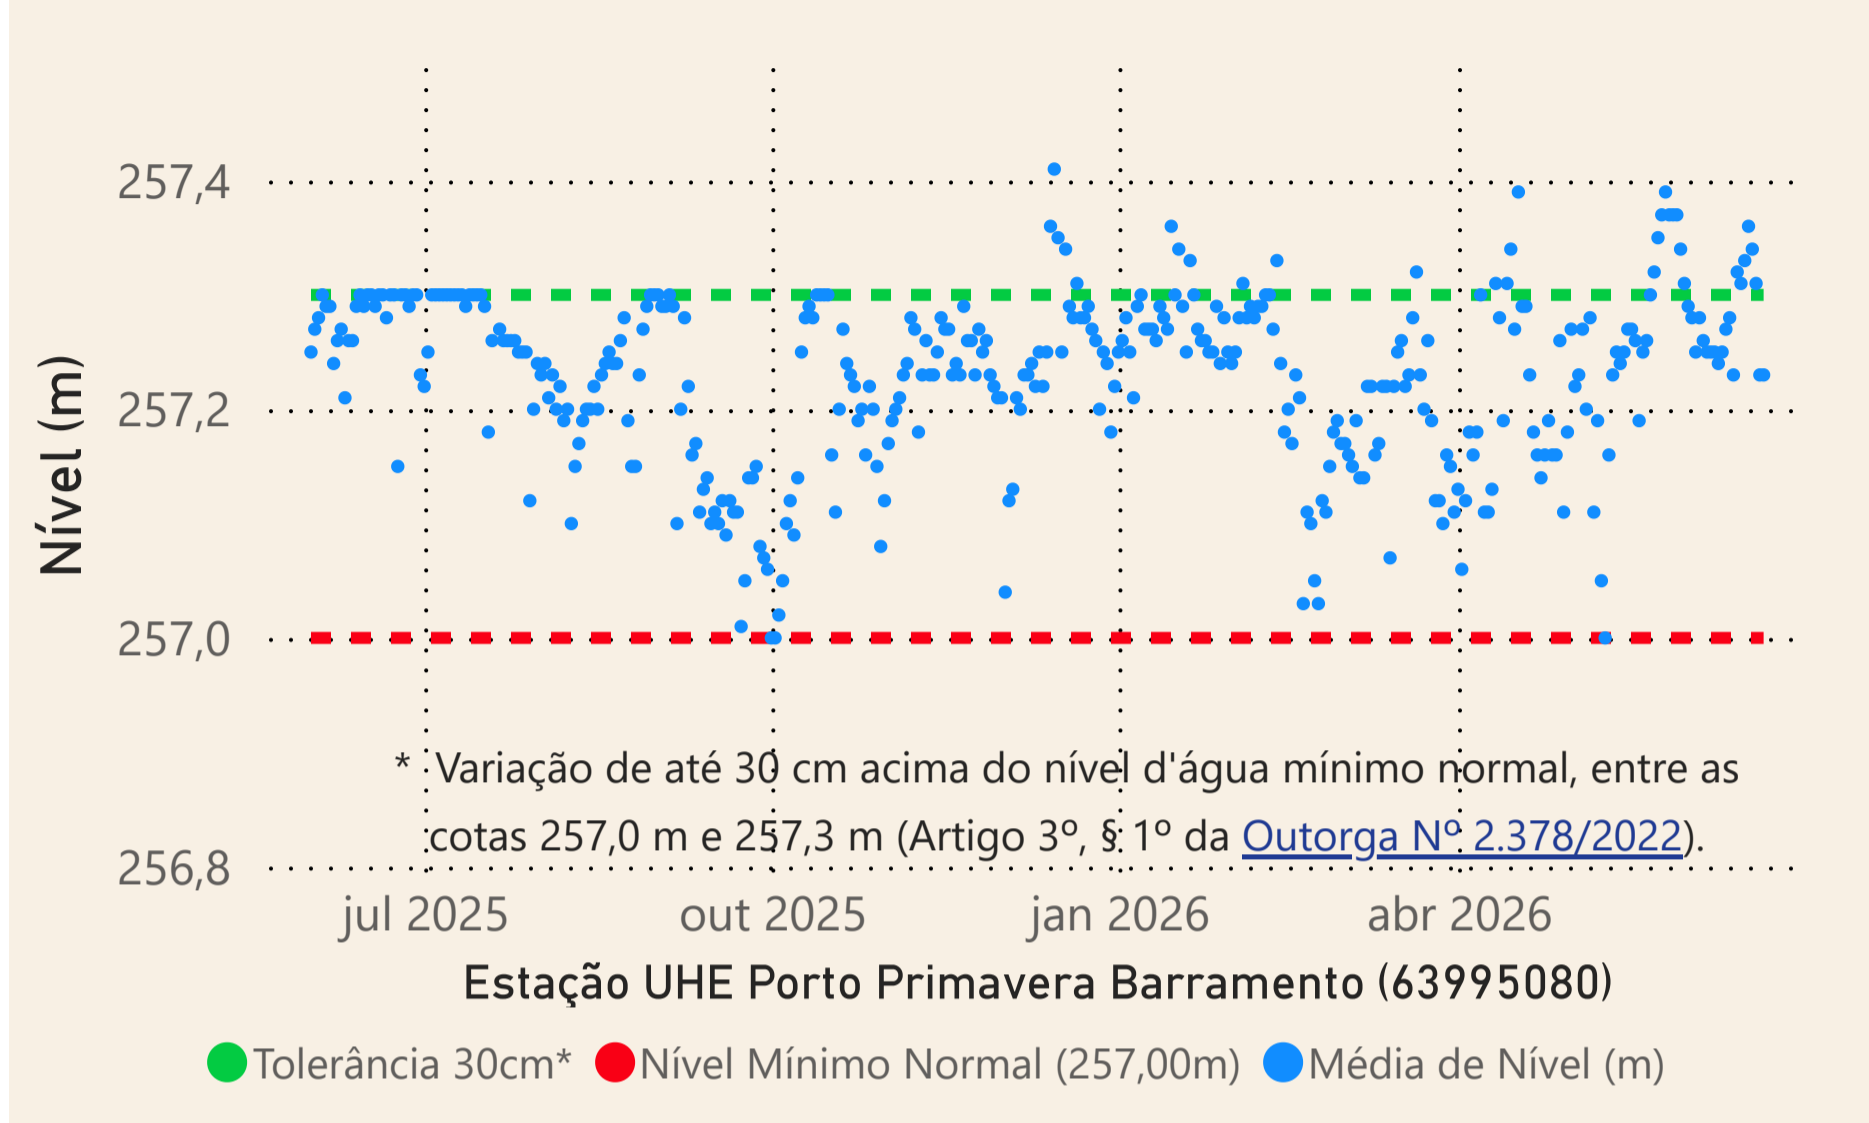 Nível (m)
257,4
257,2
257,0
256,8
* Variação de até 30 cm acima do nível d'água mínimo normal, entre as
cotas 257,0 m e 257,3 m (Artigo 3º, § 1º da Outorga Nº 2.378/2022).
jul 2025 out 2025 jan 2026 abr 2026
Estação UHE Porto Primavera Barramento (63995080)
Tolerância 30cm* Nível Mínimo Normal (257,00m) Média de Nível (m)